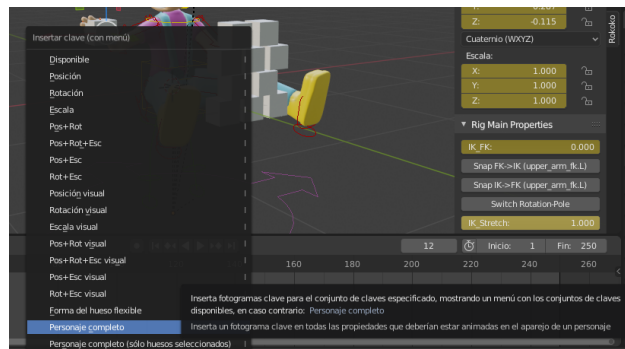 Z: -0.115
Rokoko
Cuaternio (WXYZ)
Escala:
X: 1.000
Y: 1.000
Z: 1.000
Rig Main Properties
IK_FK: 0.000
Snap FK->IK (upper_arm_fk.L)
Snap IK->FK (upper_arm_fk.L)
Switch Rotation-Pole
IK_Stretch: 1.000
Insertar clave (con menú)
Disponible I
Posición I
Rotación I
Escala I
Pos+Rot I
Pos+Rot+Esc I
Pos+Esc I
Rot+Esc I
Posición visual I
Rotación visual I
Escala visual I
Pos+Rot visual I
Pos+Rot+Esc visual I
Pos+Esc visual I
Rot+Esc visual I
Forma del hueso flexible
Personaje completo
Personaje completo (sólo huesos seleccionados) I
12 Inicio: 1 Fin: 250
160 180 200 220 240 260
Inserta fotogramas clave para el conjunto de claves especificado, mostrando un menú con los conjuntos de claves
disponibles, en caso contrario: Personaje completo
Inserta un fotograma clave en todas las propiedades que deberían estar animadas en el aparejo de un personaje